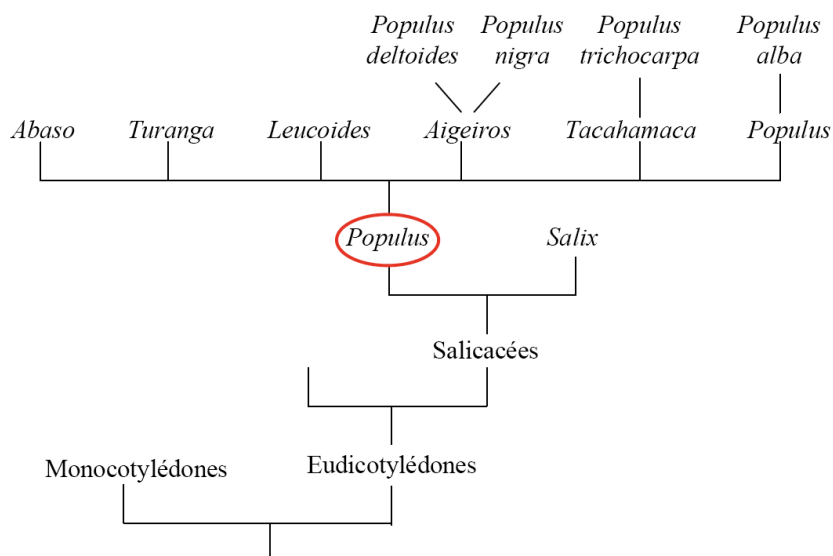 Populus Populus Populus Populus
deltoides nigra trichocarpa alba
Abaso Turanga Leucoides Aigeiros Tacahamaca Populus
Populus Salix
Salicacées
Monocotylédones Eudicotylédones